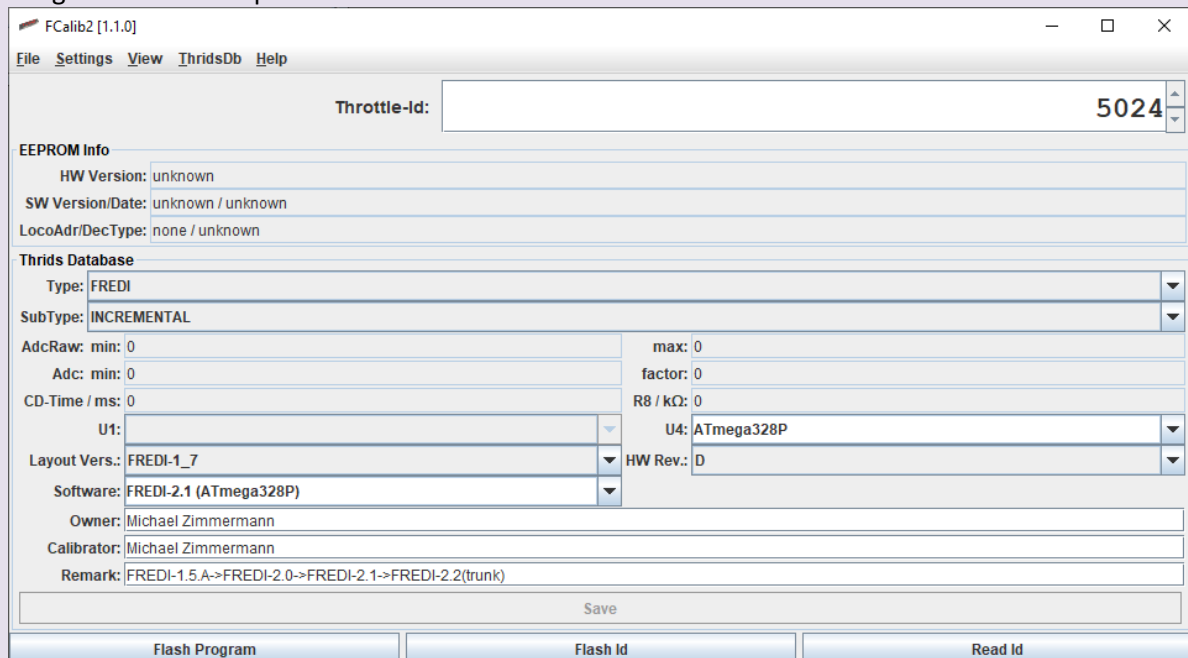 FCalib2 [1.1.0]
File Settings View ThridsDb Help
Throttle-Id: 5024
EEPROM Info
HW Version: unknown
SW Version/Date: unknown / unknown
LocoAdr/DecType: none / unknown
Thrids Database
Type: FREDI
SubType: INCREMENTAL
AdcRaw: min: 0 max: 0
Adc: min: 0 factor: 0
CD-Time / ms: 0 R8 / kΩ: 0
U1: U4: ATmega328P
Layout Vers.: FREDI-1_7 HW Rev.: D
Software: FREDI-2.1 (ATmega328P)
Owner: Michael Zimmermann
Calibrator: Michael Zimmermann
Remark: FREDI-1.5.A->FREDI-2.0->FREDI-2.1->FREDI-2.2(trunk)
Save
Flash Program Flash Id Read Id